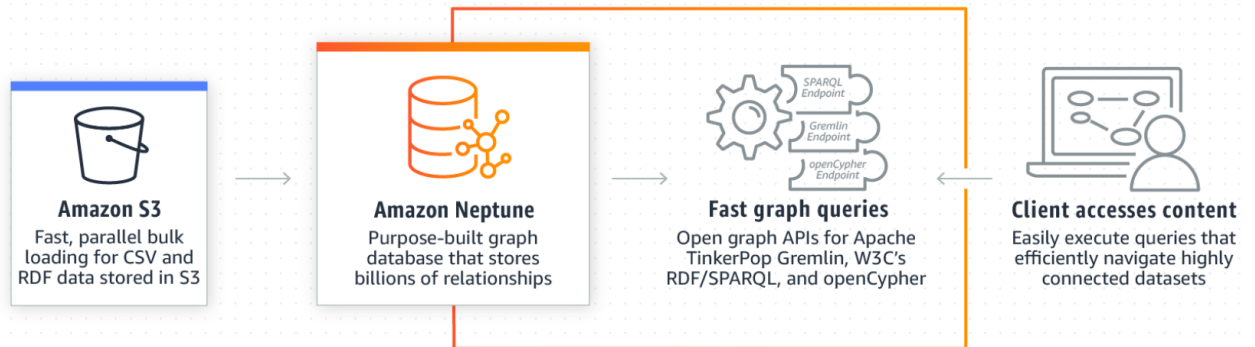 Amazon S3
Fast, parallel bulk
loading for CSV and
RDF data stored in S3
Amazon Neptune
Purpose-built graph
database that stores
billions of relationships
SPARQL
Endpoint
Gremlin
Endpoint
openCypher
Endpoint
Fast graph queries
Open graph APIs for Apache
TinkerPop Gremlin, W3C's
RDF/SPARQL, and openCypher
Client accesses content
Easily execute queries that
efficiently navigate highly
connected datasets